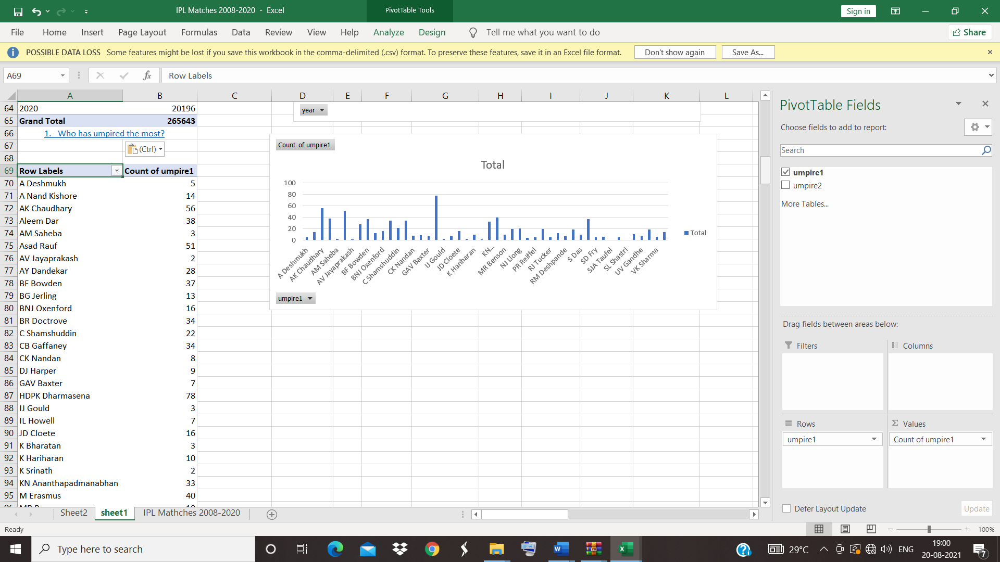 IPL Matches 2008-2020 - Excel
PivotTable Tools
Sign in
File Home Insert Page Layout Formulas Data Review View Help Analyze Design Tell me what you want to do Share
POSSIBLE DATA LOSS Some features might be lost if you save this workbook in the comma-delimited (.csv) format. To preserve these features, save it in an Excel file format. Don't show again Save As...
A69 fx Row Labels
A B C D E F G H I J K L
64 2020 20196
65 Grand Total 265643
66 1. Who has umpired the most?
67
(Ctrl)
68
69 Row Labels Count of umpire1
70 A Deshmukh 5
71 A Nand Kishore 14
72 AK Chaudhary 56
73 Aleem Dar 38
74 AM Saheba 3
75 Asad Rauf 51
76 AV Jayaprakash 2
77 AY Dandekar 28
78 BF Bowden 37
79 BG Jerling 13
80 BNJ Oxenford 16
81 BR Doctrove 34
82 C Shamshuddin 22
83 CB Gaffaney 34
84 CK Nandan 8
85 DJ Harper 9
86 GAV Baxter 7
87 HDPK Dharmasena 78
88 IJ Gould 3
89 IL Howell 7
90 JD Cloete 16
91 K Bharatan 3
92 K Hariharan 10
93 K Srinath 2
94 KN Ananthapadmanabhan 33
95 M Erasmus 40
year
Count of umpire1
Total
100
80
60
40
20
0
A Deshmukh
AK Chaudhary
AM Saheba
AV Jayaprakash
BF Bowden
BNJ Oxenford
C Shamshuddin
CK Nandan
GAV Baxter
IJ Gould
JD Cloete
K Hariharan
KN...
MR Benson
NJ Llong
PR Reiffel
RJ Tucker
RM Deshpande
S Das
SD Fry
SJA Taufel
SL Shastri
UV Gandhe
VK Sharma
Total
umpire1
PivotTable Fields
Choose fields to add to report:
Search
umpire1
umpire2
More Tables...
Drag fields between areas below:
Filters Columns
Rows Σ Values
umpire1 Count of umpire1
Defer Layout Update Update
Sheet2 sheet1 IPL Mathches 2008-2020
Ready 100%
Type here to search
29°C ENG
19:00
20-08-2021
7